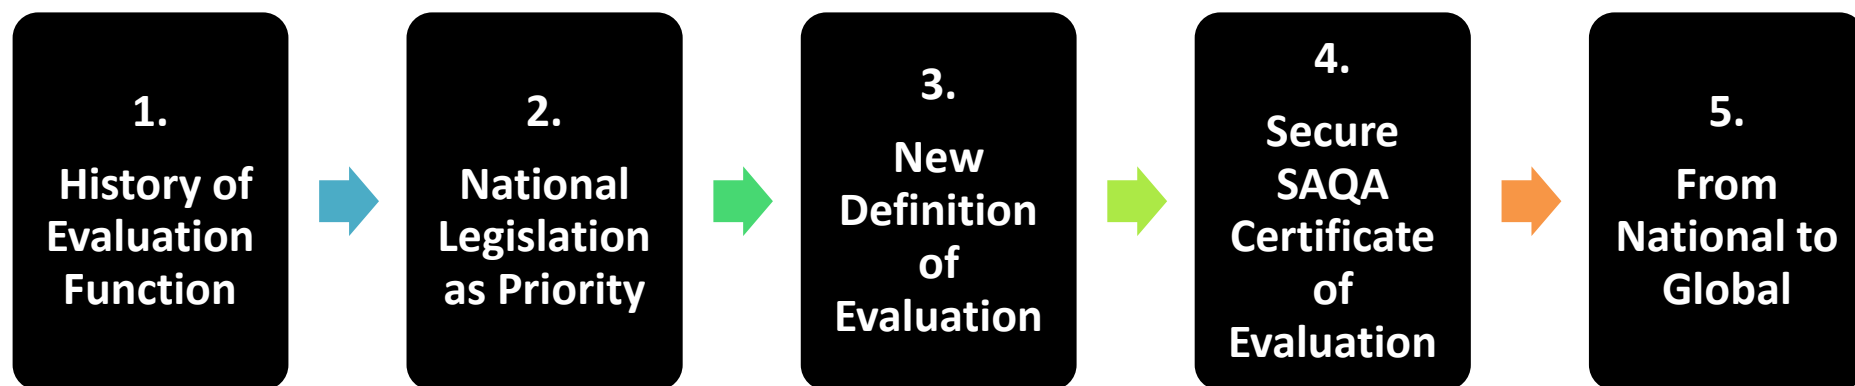 1.
History of
Evaluation
Function
2.
National
Legislation
as Priority
3.
New
Definition
of
Evaluation
4.
Secure
SAQA
Certificate
of
Evaluation
5.
From
National to
Global